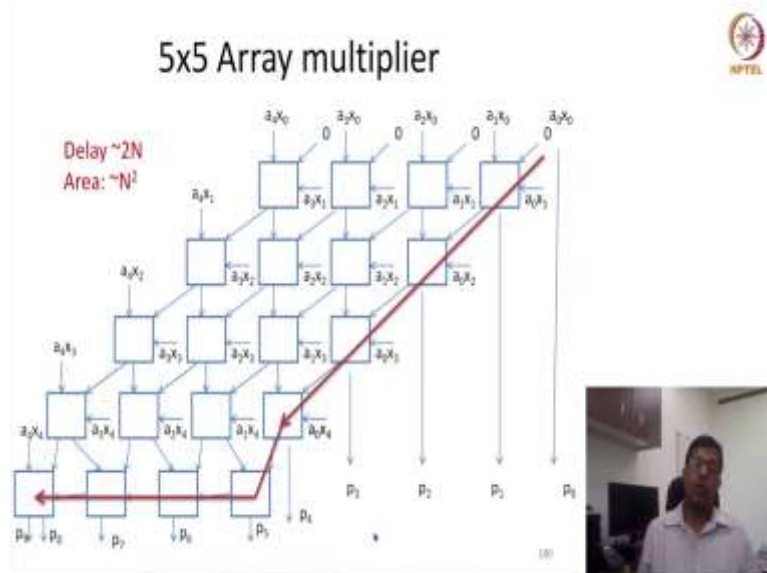 5x5 Array multiplier
NPTEL
Delay ~2N
Area: ~N²
a₄x₀ a₃x₀ a₂x₀ a₁x₀ a₀x₀
0 0 0 0
a₄x₁ a₃x₁ a₂x₁ a₁x₁ a₀x₁
a₄x₂ a₃x₂ a₂x₂ a₁x₂ a₀x₂
a₄x₃ a₃x₃ a₂x₃ a₁x₃ a₀x₃
a₄x₄ a₃x₄ a₂x₄ a₁x₄ a₀x₄
p₃ p₂ p₁ p₀
p₉ p₈ p₇ p₆ p₅ p₄